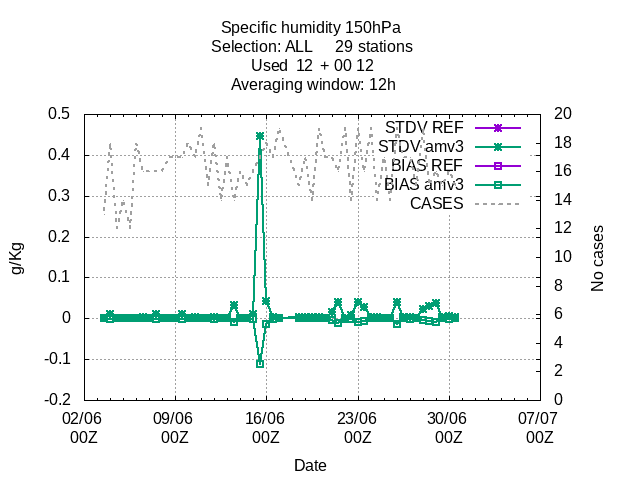 Specific humidity 150hPa
Selection: ALL     29 stations
Used  12  + 00 12
Averaging window: 12h
0.5
0.4
0.3
0.2
0.1
0
-0.1
-0.2
g/Kg
20
18
16
14
12
10
8
6
4
2
0
No cases
STDV REF
STDV amv3
BIAS REF
BIAS amv3
CASES
02/06 09/06 16/06 23/06 30/06 07/07
00Z 00Z 00Z 00Z 00Z 00Z
Date